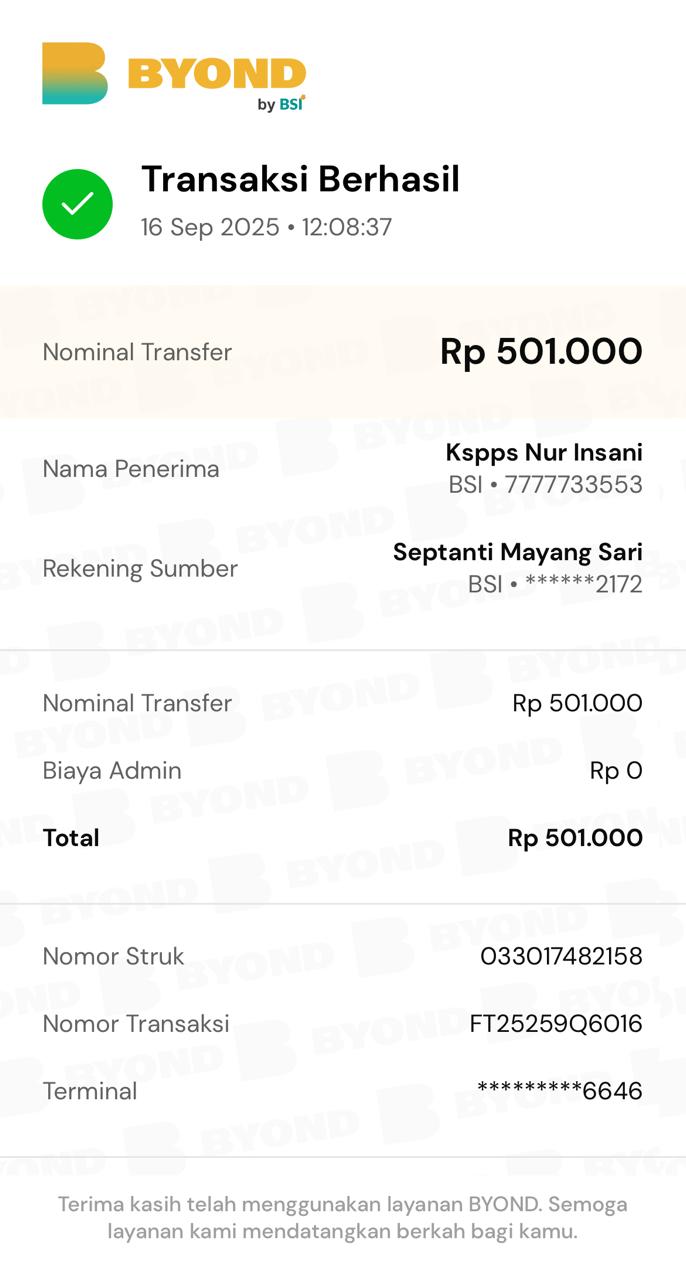 BYOND
by BSI
Transaksi Berhasil
16 Sep 2025 • 12:08:37
Nominal Transfer Rp 501.000
Nama Penerima Kspps Nur Insani
BSI • 7777733553
Rekening Sumber Septanti Mayang Sari
BSI • ******2172
Nominal Transfer Rp 501.000
Biaya Admin Rp 0
Total Rp 501.000
Nomor Struk 033017482158
Nomor Transaksi FT25259Q6016
Terminal *********6646
Terima kasih telah menggunakan layanan BYOND. Semoga
layanan kami mendatangkan berkah bagi kamu.